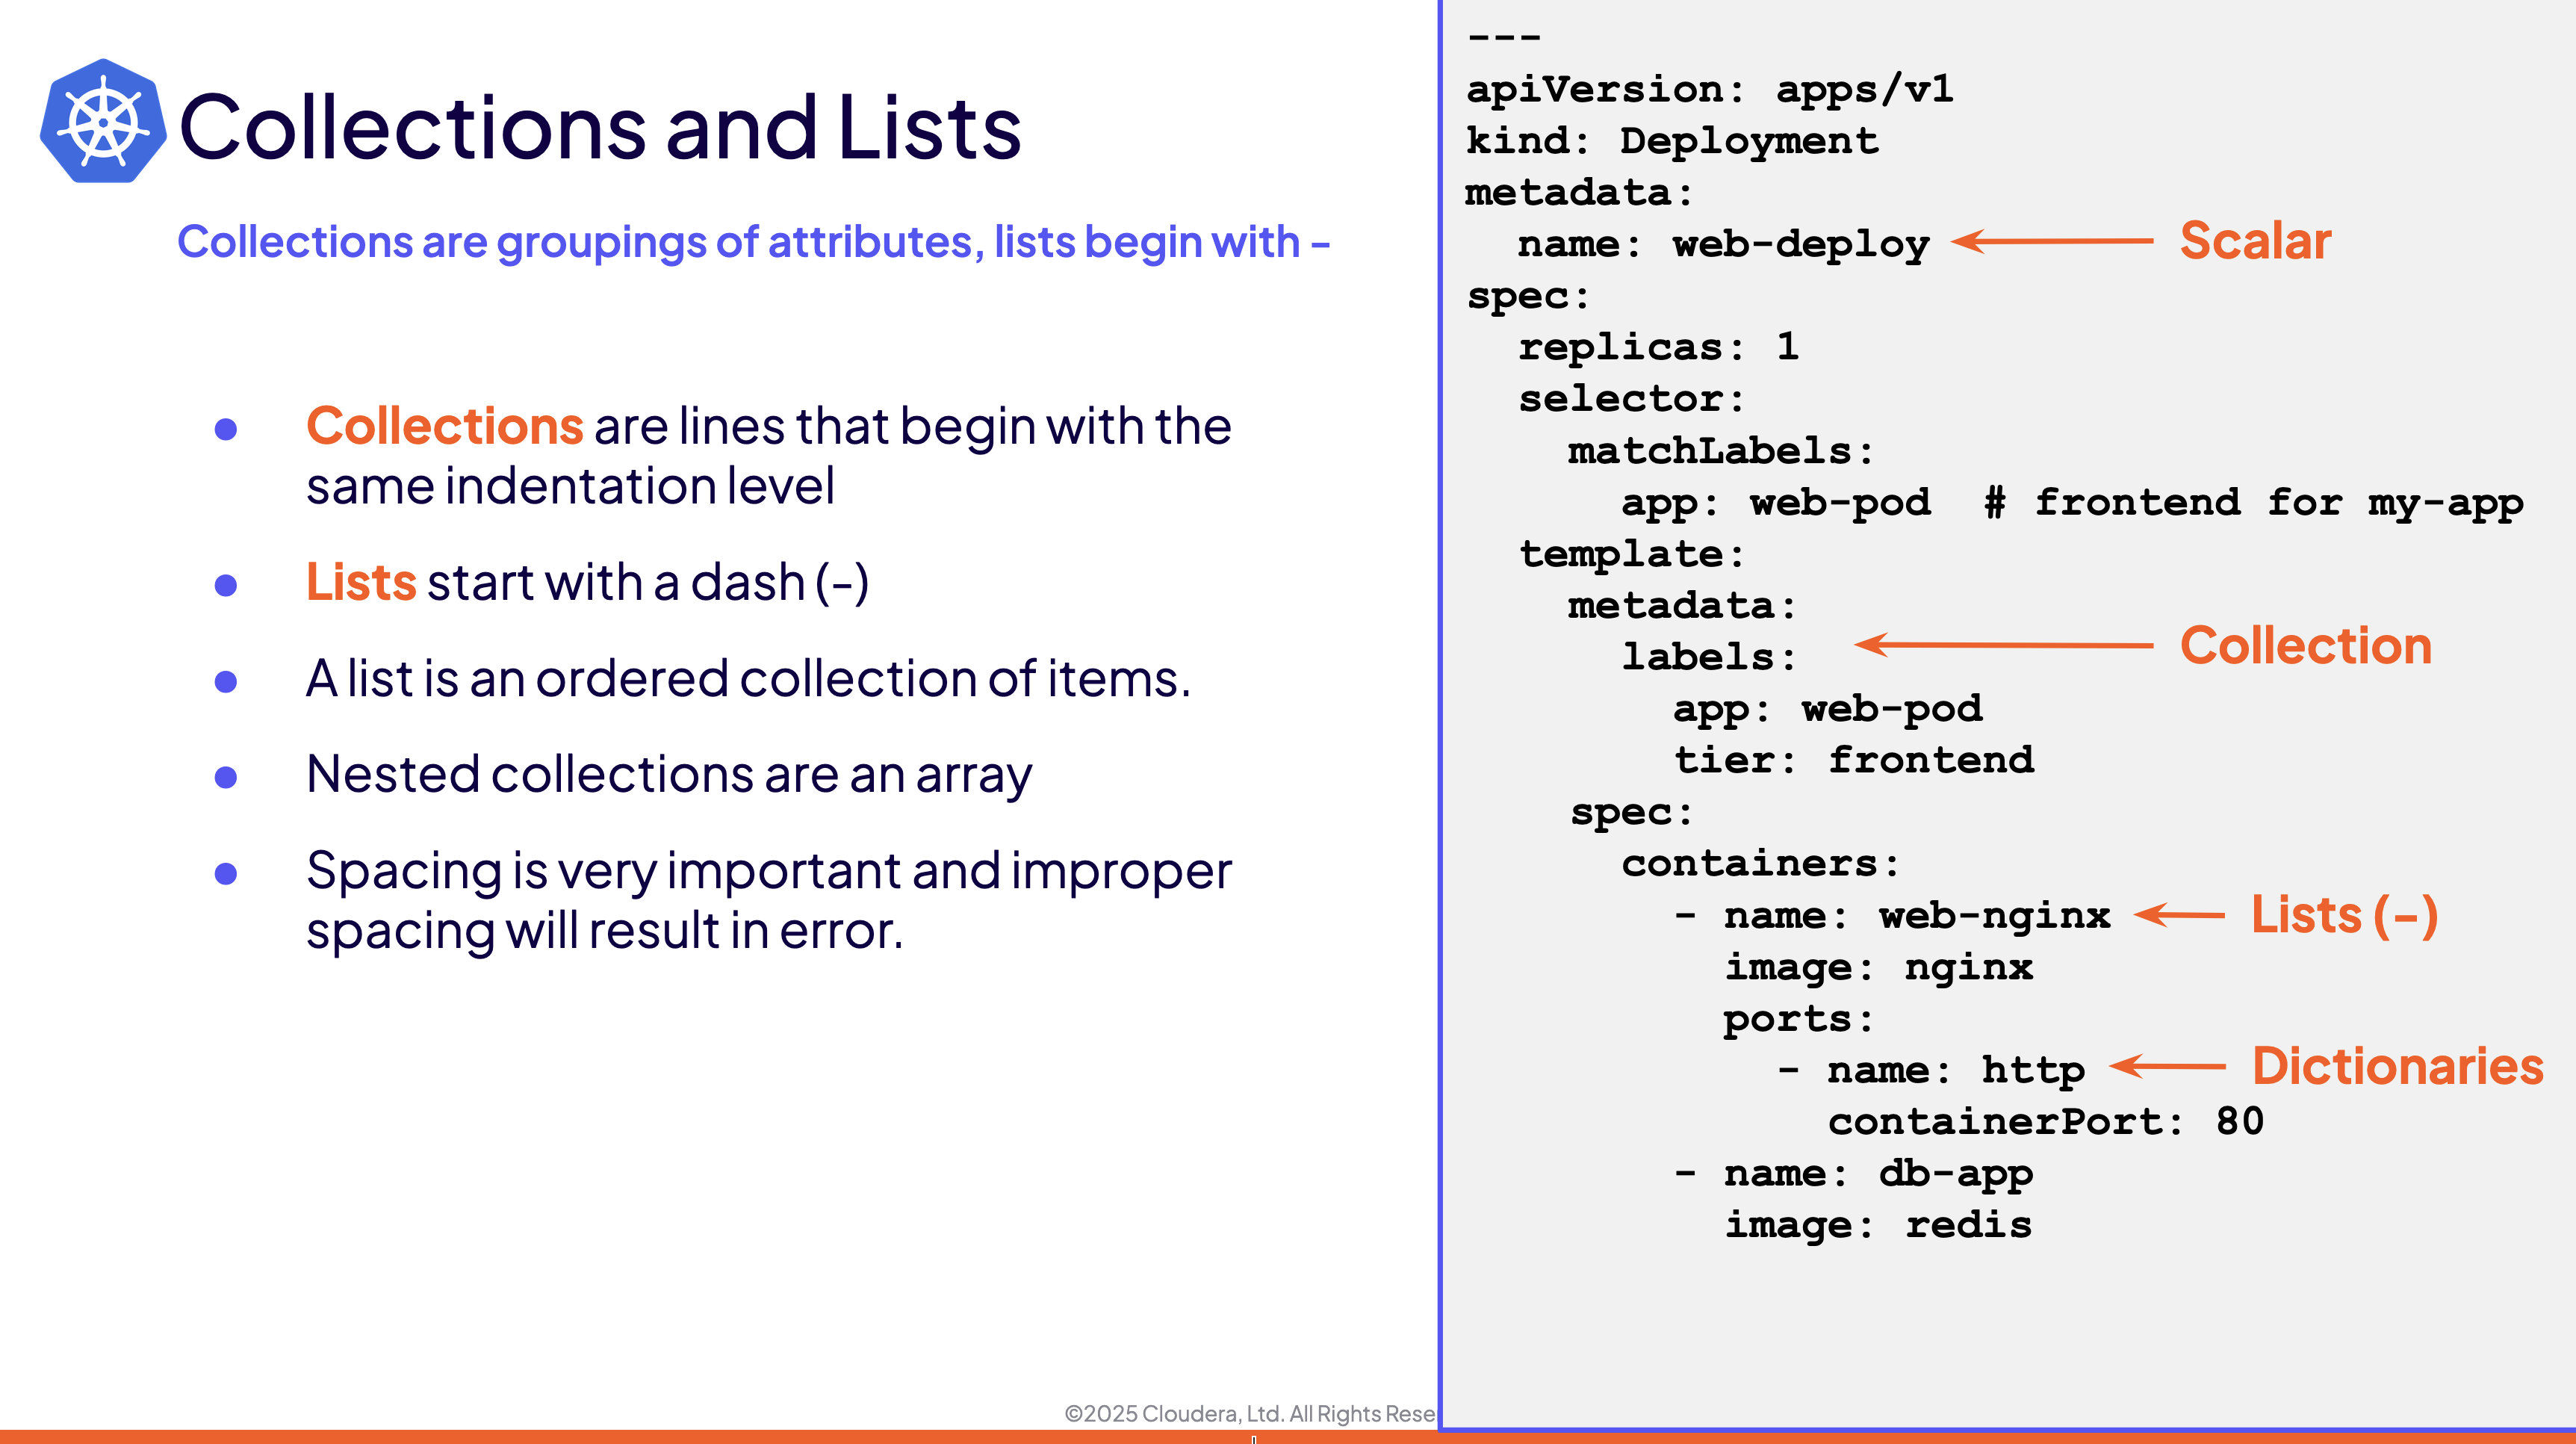 Collections and Lists
Collections are groupings of attributes, lists begin with -
● Collections are lines that begin with the
same indentation level
● Lists start with a dash (-)
● A list is an ordered collection of items.
● Nested collections are an array
● Spacing is very important and improper
spacing will result in error.
---
apiVersion: apps/v1
kind: Deployment
metadata:
  name: web-deploy
Scalar
spec:
  replicas: 1
  selector:
    matchLabels:
      app: web-pod  # frontend for my-app
  template:
    metadata:
      labels:
Collection
        app: web-pod
        tier: frontend
    spec:
      containers:
        - name: web-nginx
Lists (-)
          image: nginx
          ports:
            - name: http
Dictionaries
              containerPort: 80
        - name: db-app
          image: redis
©2025 Cloudera, Ltd. All Rights Rese